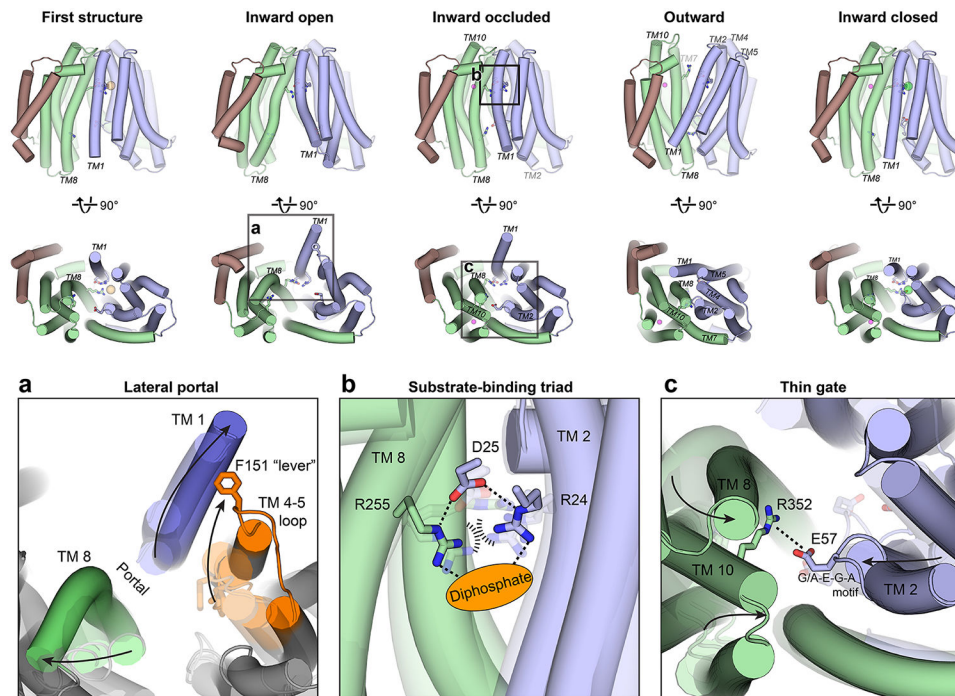 First structure Inward open Inward occluded Outward Inward closed
TM10 TM10 TM2 TM4
TM7 TM5
b
TM1 TM1 TM1 TM1 TM1
TM8 TM8 TM8 TM2 TM8 TM8
90° 90° 90° 90° 90°
a TM1 TM1
TM1 c TM1 TM5 TM1
TM8 TM8 TM8 TM8 TM8
TM4
TM10 TM2 TM10 TM2
TM7
a Lateral portal
TM 1
F151 “lever”
TM 4-5
loop
TM 8
Portal
b Substrate-binding triad
D25 TM 2
TM 8
R255 R24
Diphosphate
c Thin gate
TM 8
R352
E57
TM 10
G/A-E-G-A
motif
TM 2